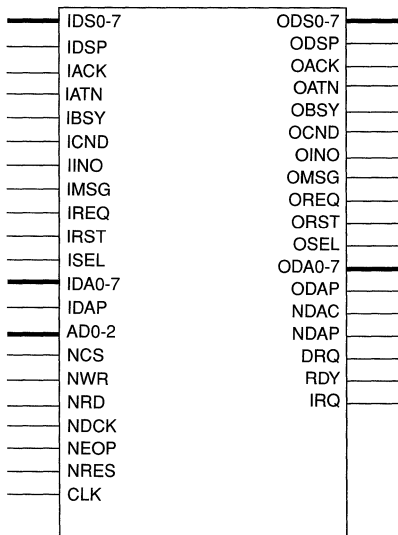 IDS0-7
IDSP
IACK
IATN
IBSY
ICND
IINO
IMSG
IREQ
IRST
ISEL
IDA0-7
IDAP
AD0-2
NCS
NWR
NRD
NDCK
NEOP
NRES
CLK
ODS0-7
ODSP
OACK
OATN
OBSY
OCND
OINO
OMSG
OREQ
ORST
OSEL
ODA0-7
ODAP
NDAC
NDAP
DRQ
RDY
IRQ